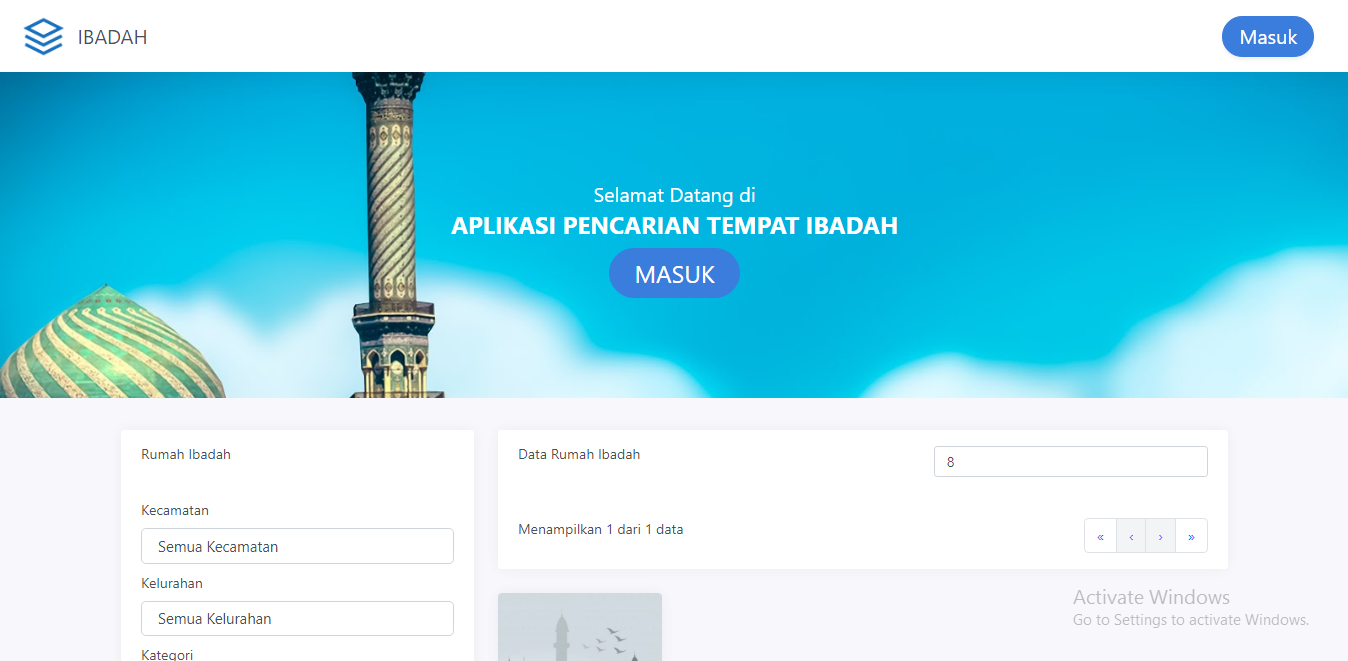 IBADAH
Masuk
Selamat Datang di
APLIKASI PENCARIAN TEMPAT IBADAH
MASUK
Rumah Ibadah
Kecamatan
Semua Kecamatan
Kelurahan
Semua Kelurahan
Kategori
Data Rumah Ibadah
8
Menampilkan 1 dari 1 data
« ‹ › »
Activate Windows
Go to Settings to activate Windows.